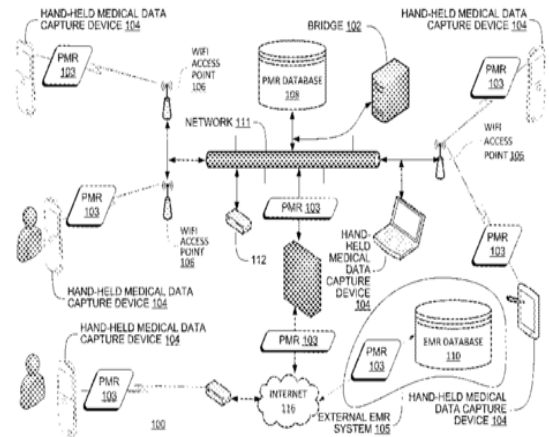 HAND-HELD MEDICAL DATA
CAPTURE DEVICE 104
PMR
103
WIFI
ACCESS
POINT
106
BRIDGE 102
PMR DATABASE
108
HAND-HELD MEDICAL DATA
CAPTURE DEVICE 104
PMR
103
NETWORK 111
WIFI
ACCESS
POINT 106
PMR
103
WIFI
ACCESS
POINT
106
112
PMR 103
HAND-
HELD
MEDICAL
DATA
CAPTURE
DEVICE
104
PMR
103
HAND-HELD MEDICAL DATA
CAPTURE DEVICE 104
HAND-HELD MEDICAL DATA
CAPTURE DEVICE 104
PMR
103
PMR 103
PMR
103
EMR DATABASE
110
INTERNET
116
EXTERNAL EMR
SYSTEM 105
HAND-HELD MEDICAL
DATA CAPTURE
DEVICE 104
100